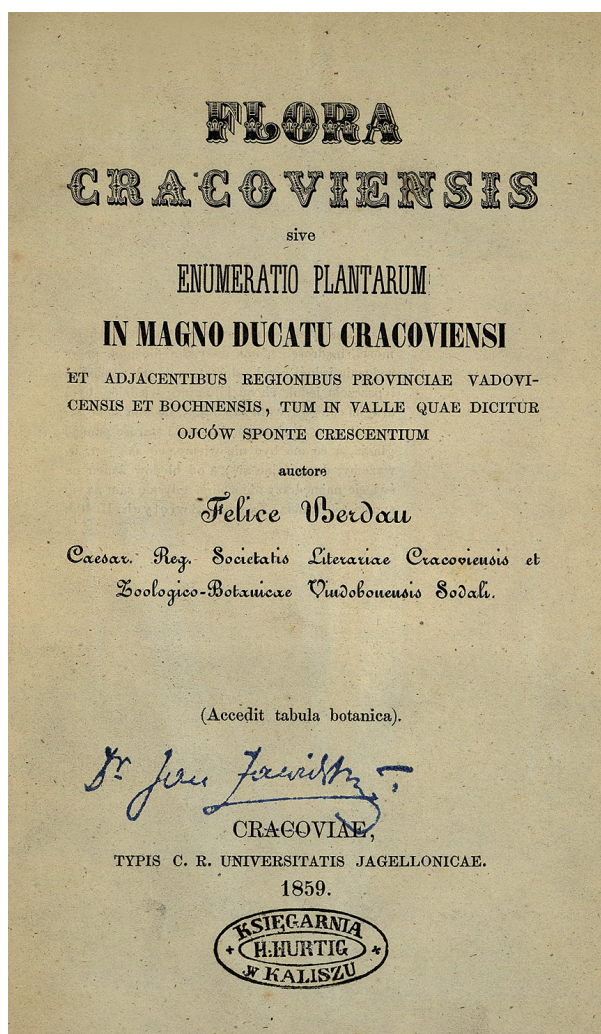 FLORA
CRACOVIENSIS
sive
ENUMERATIO PLANTARUM
IN MAGNO DUCATU CRACOVIENSI
ET ADJACENTIBUS REGIONIBUS PROVINCIAE VADOVI-
CENSIS ET BOCHNENSIS, TUM IN VALLE QUAE DICITUR
OJCÓW SPONTE CRESCENTIUM
auctore
Felice Berdau
Caesar. Reg. Societatis Literariae Cracoviensis et
Zoologico-Botanicae Vindobonensis Sodali.
(Accedit tabula botanica).
Dr Jan
CRACOVIAE,
TYPIS C. R. UNIVERSITATIS JAGELLONICAE.
1859.
KSIĘGARNIA
H. HURTIG
W KALISZU